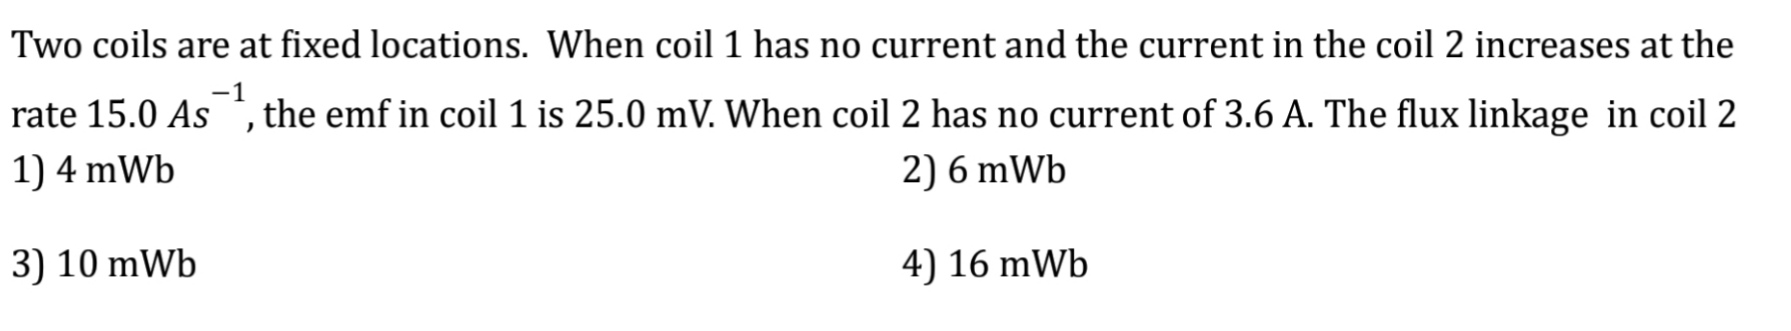 Two coils are at fixed locations. When coil 1 has no current and the current in the coil 2 increases at the
rate 15.0 As⁻¹, the emf in coil 1 is 25.0 mV. When coil 2 has no current of 3.6 A. The flux linkage in coil 2
1) 4 mWb 2) 6 mWb
3) 10 mWb 4) 16 mWb